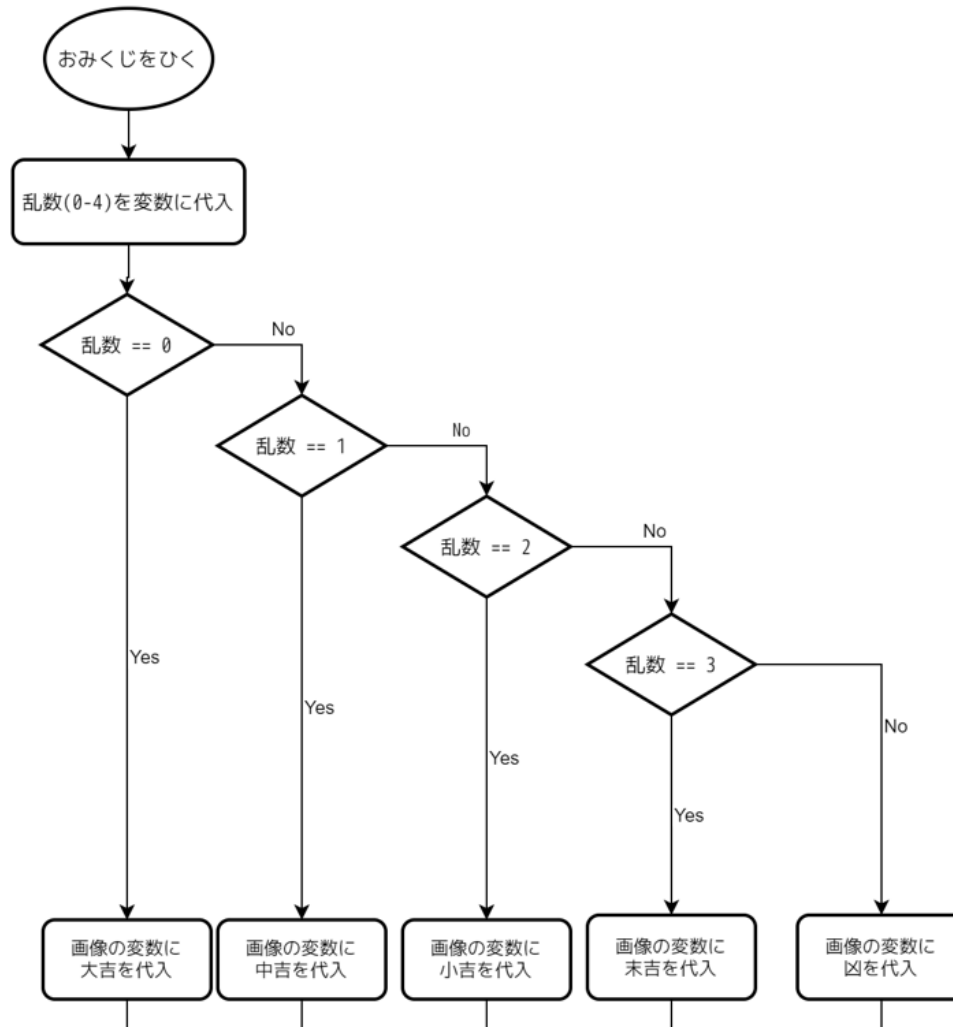 おみくじをひく
乱数(0-4)を変数に代入
乱数 == 0
No
乱数 == 1
No
乱数 == 2
No
乱数 == 3
Yes
Yes
No
Yes
Yes
画像の変数に
大吉を代入
画像の変数に
中吉を代入
画像の変数に
小吉を代入
画像の変数に
末吉を代入
画像の変数に
凶を代入